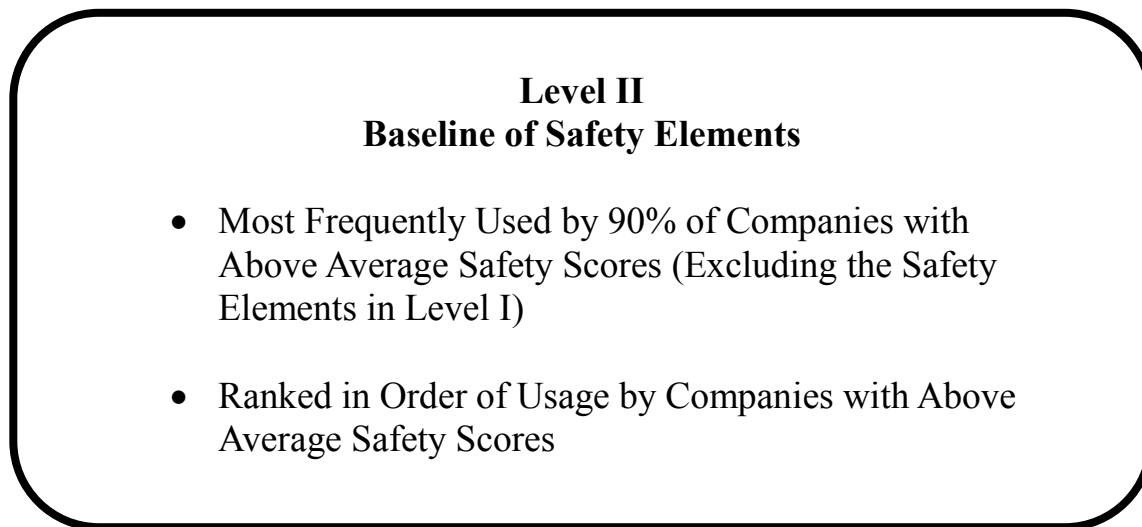 Level II
Baseline of Safety Elements
• Most Frequently Used by 90% of Companies with
Above Average Safety Scores (Excluding the Safety
Elements in Level I)
• Ranked in Order of Usage by Companies with Above
Average Safety Scores